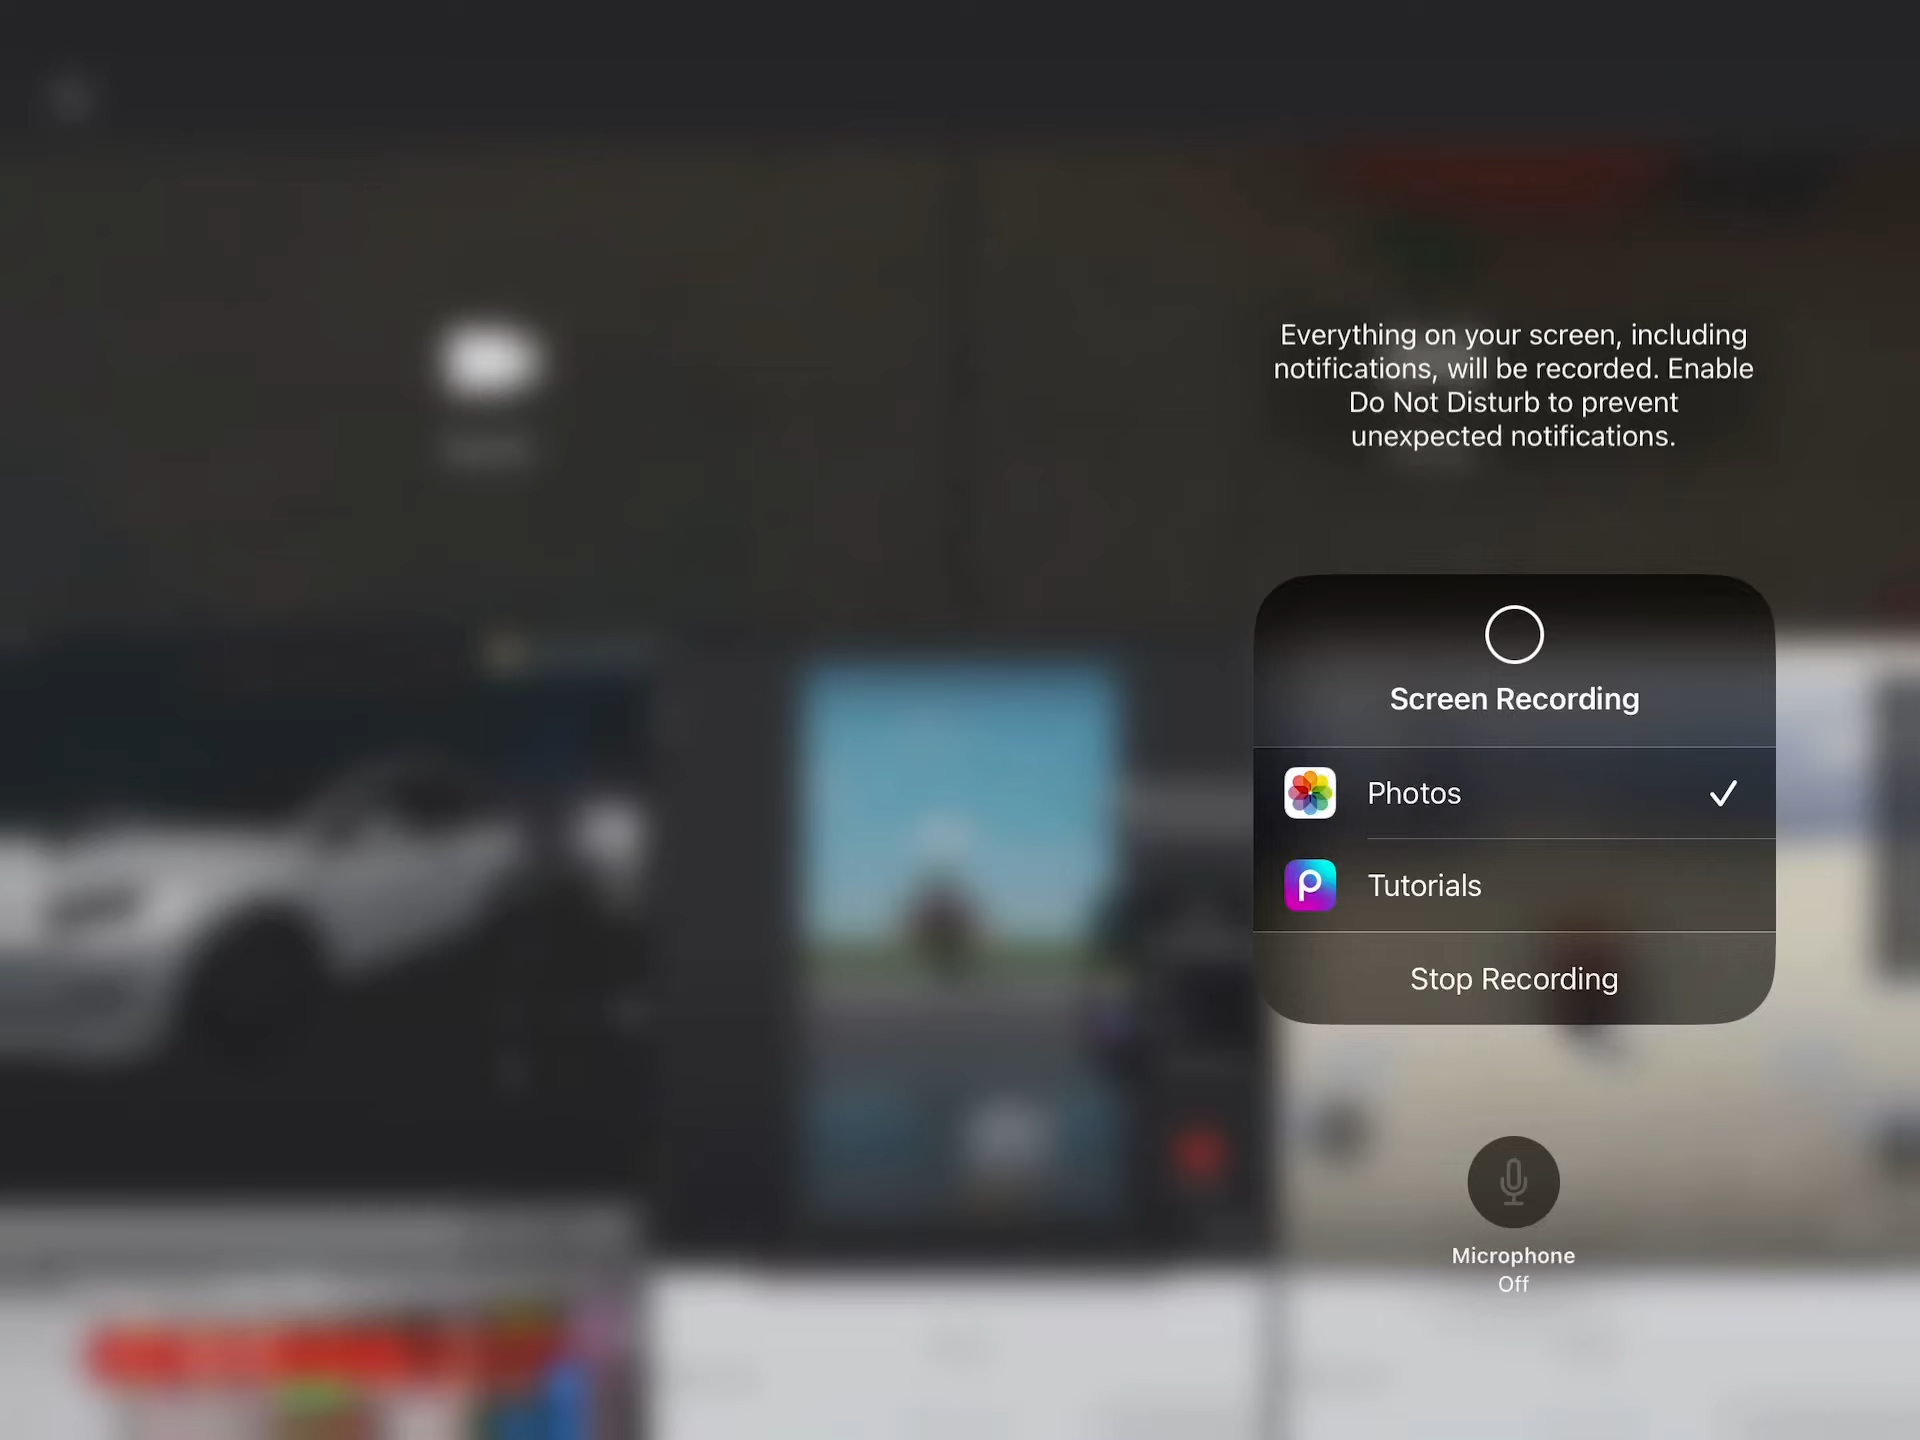 Everything on your screen, including
notifications, will be recorded. Enable
Do Not Disturb to prevent
unexpected notifications.
Screen Recording
Photos
Tutorials
Stop Recording
Microphone
Off